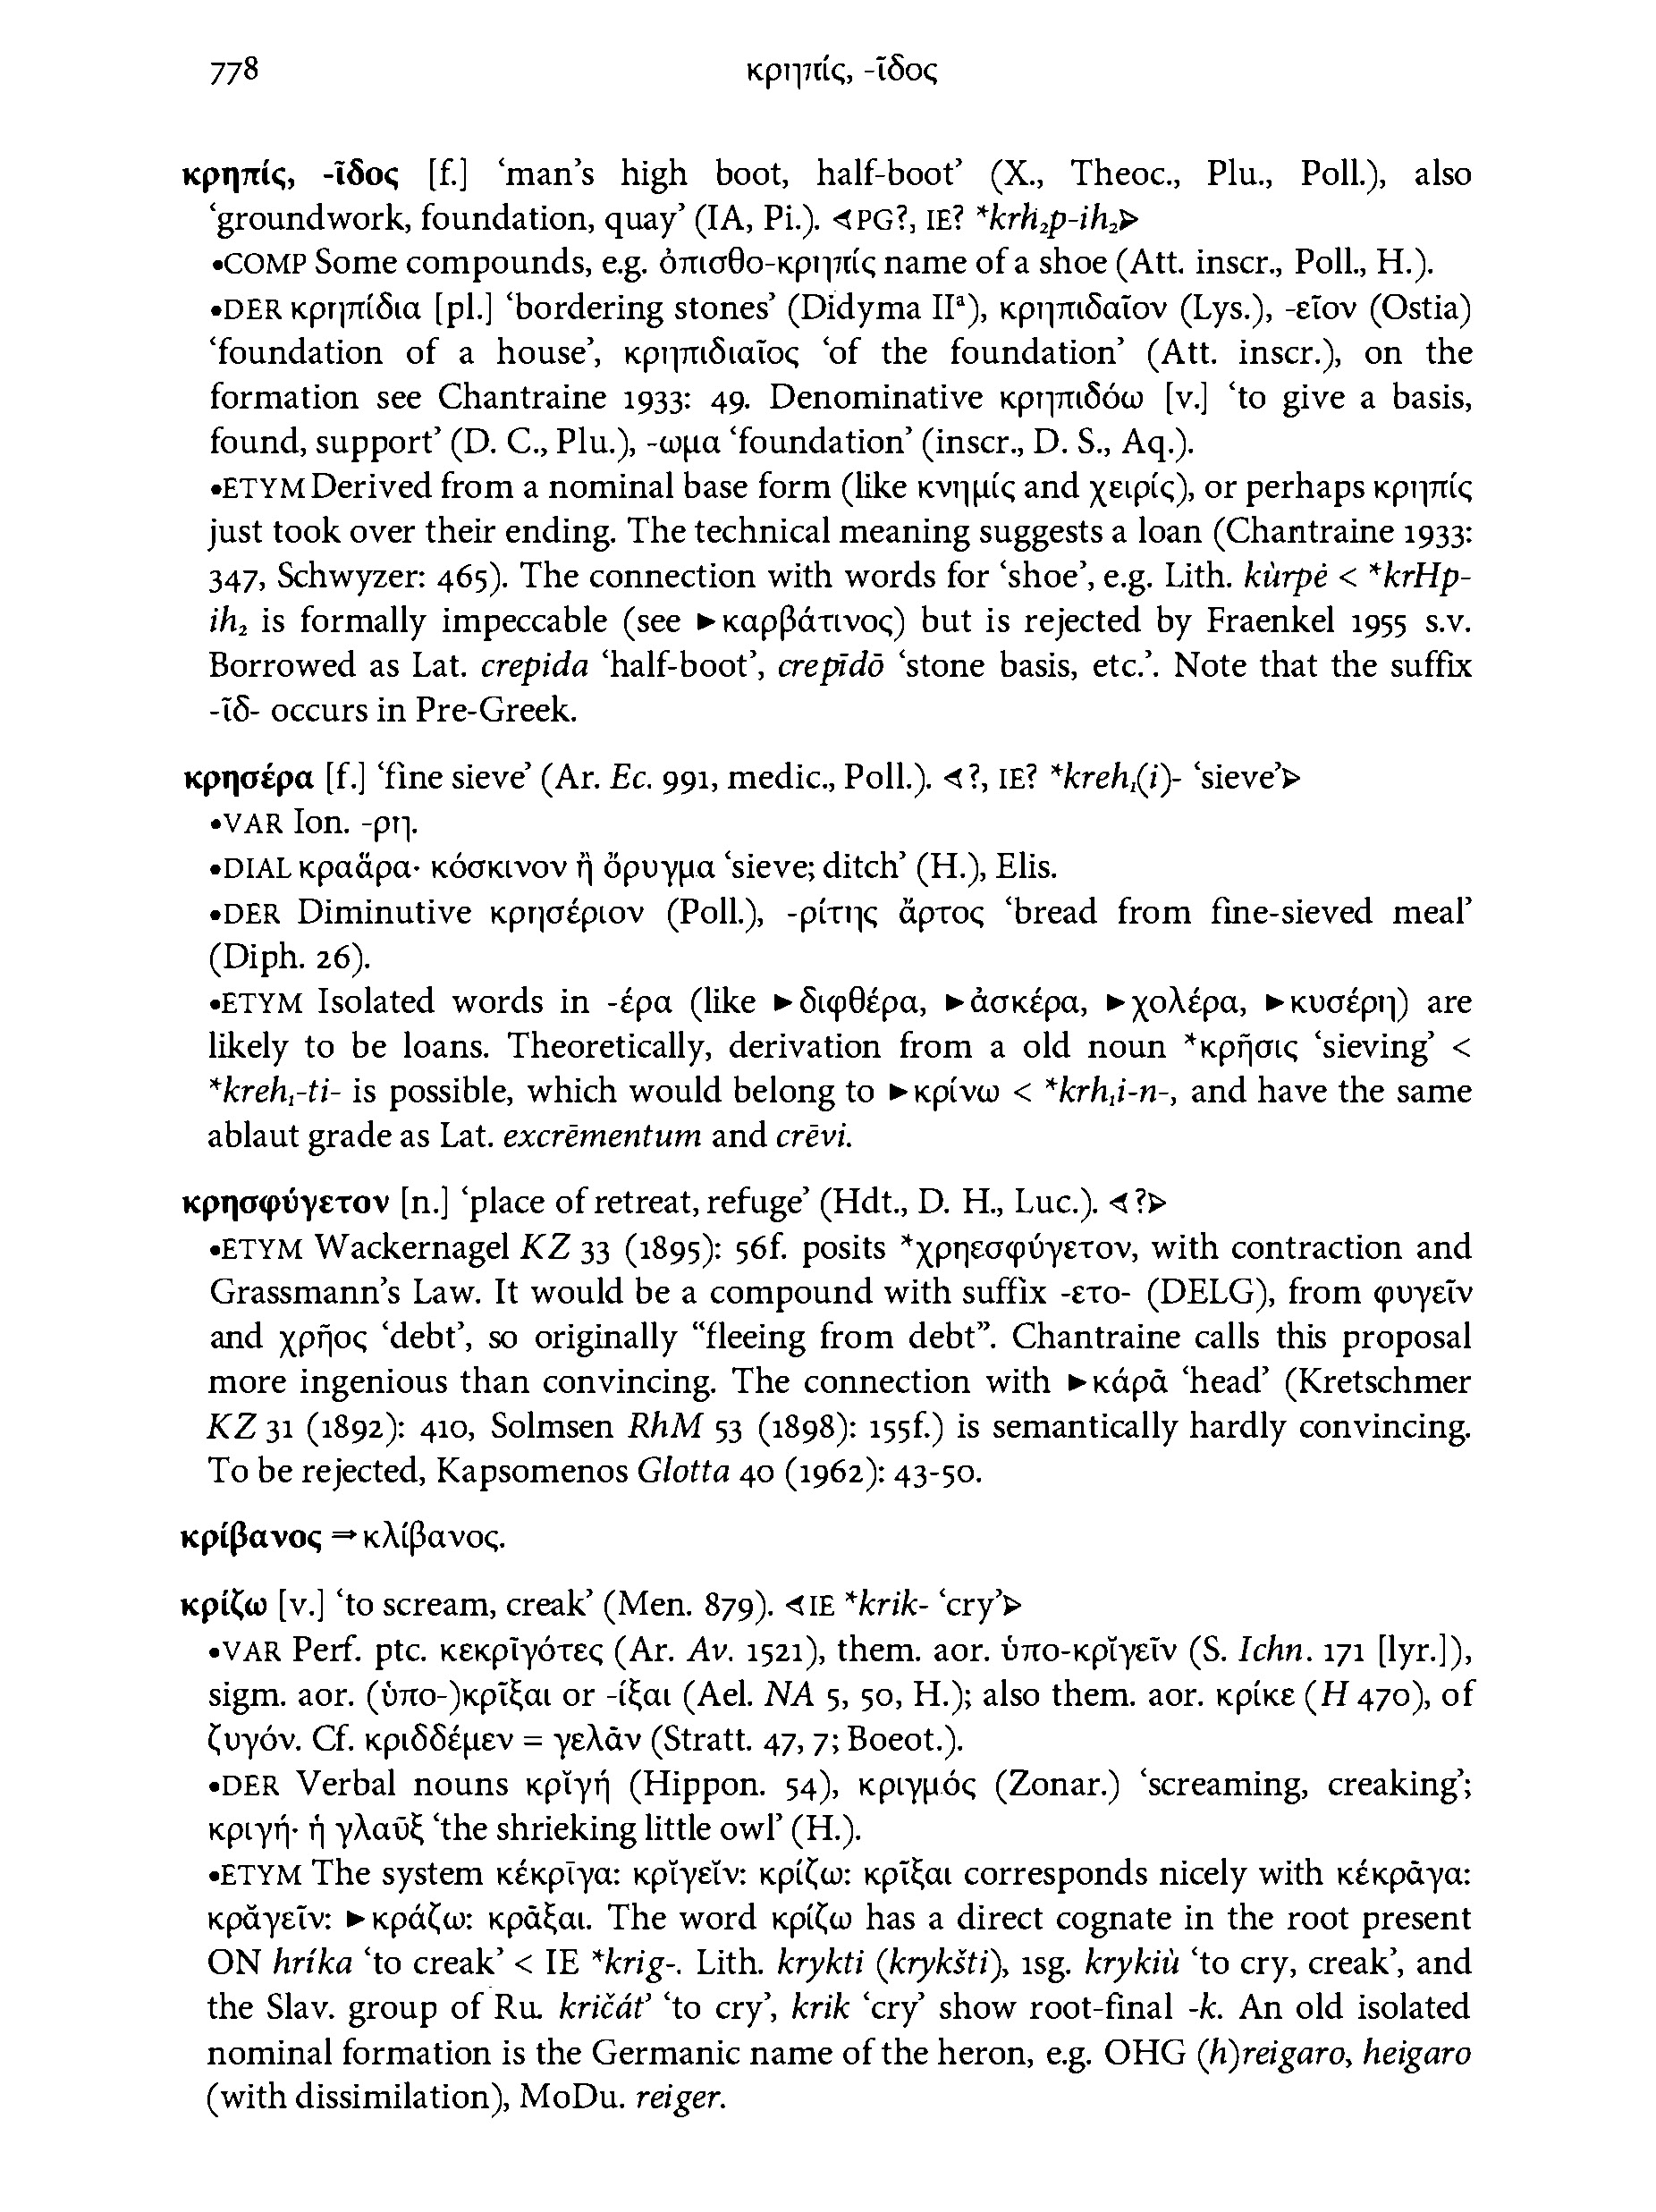 778 κρηπίς, -ῖδος
κρηπίς, -ῖδος [f.] ‘man’s high boot, half-boot’ (X., Theoc., Plu., Poll.), also
‘groundwork, foundation, quay’ (IA, Pi.). ⊲PG?, IE? *krh₂p-ih₂⊳
•COMP Some compounds, e.g. ὀπισθο-κρηπίς name of a shoe (Att. inscr., Poll., H.).
•DER κρηπίδια [pl.] ‘bordering stones’ (Didyma IIᵃ), κρηπιδαῖον (Lys.), -εῖον (Ostia)
‘foundation of a house’, κρηπιδιαῖος ‘of the foundation’ (Att. inscr.), on the
formation see Chantraine 1933: 49. Denominative κρηπιδόω [v.] ‘to give a basis,
found, support’ (D. C., Plu.), -ωμα ‘foundation’ (inscr., D. S., Aq.).
•ETYM Derived from a nominal base form (like κνημίς and χειρίς), or perhaps κρηπίς
just took over their ending. The technical meaning suggests a loan (Chantraine 1933:
347, Schwyzer: 465). The connection with words for ‘shoe’, e.g. Lith. kùrpė < *krHp-
ih₂ is formally impeccable (see ►καρβάτινος) but is rejected by Fraenkel 1955 s.v.
Borrowed as Lat. crepida ‘half-boot’, crepīdō ‘stone basis, etc.’. Note that the suffix
-ῑδ- occurs in Pre-Greek.
κρησέρα [f.] ‘fine sieve’ (Ar. Ec. 991, medic., Poll.). ⊲?, IE? *kreh₁(i)- ‘sieve’⊳
•VAR Ion. -ρη.
•DIAL κραάρα· κόσκινον ἢ ὄρυγμα ‘sieve; ditch’ (H.), Elis.
•DER Diminutive κρησέριον (Poll.), -ρίτης ἄρτος ‘bread from fine-sieved meal’
(Diph. 26).
•ETYM Isolated words in -έρα (like ►διφθέρα, ►ἀσκέρα, ►χολέρα, ►κυσέρη) are
likely to be loans. Theoretically, derivation from a old noun *κρῆσις ‘sieving’ <
*kreh₁-ti- is possible, which would belong to ►κρίνω < *krh₁i-n-, and have the same
ablaut grade as Lat. excrēmentum and crēvi.
κρησφύγετον [n.] ‘place of retreat, refuge’ (Hdt., D. H., Luc.). ⊲?⊳
•ETYM Wackernagel KZ 33 (1895): 56f. posits *χρηεσφύγετον, with contraction and
Grassmann’s Law. It would be a compound with suffix -ετο- (DELG), from φυγεῖν
and χρῆος ‘debt’, so originally “fleeing from debt”. Chantraine calls this proposal
more ingenious than convincing. The connection with ►κάρᾱ ‘head’ (Kretschmer
KZ 31 (1892): 410, Solmsen RhM 53 (1898): 155f.) is semantically hardly convincing.
To be rejected, Kapsomenos Glotta 40 (1962): 43-50.
κρίβανος ⇒κλίβανος.
κρίζω [v.] ‘to scream, creak’ (Men. 879). ⊲IE *krik- ‘cry’⊳
•VAR Perf. ptc. κεκρῑγότες (Ar. Av. 1521), them. aor. ὑπο-κρῐγεῖν (S. Ichn. 171 [lyr.]),
sigm. aor. (ὑπο-)κρῖξαι or -ίξαι (Ael. NA 5, 50, H.); also them. aor. κρίκε (Η 470), of
ζυγόν. Cf. κριδδέμεν = γελᾶν (Stratt. 47, 7; Boeot.).
•DER Verbal nouns κρῐγή (Hippon. 54), κριγμός (Zonar.) ‘screaming, creaking’;
κριγή· ἡ γλαῦξ ‘the shrieking little owl’ (H.).
•ETYM The system κέκρῑγα: κρῐγεῖν: κρίζω: κρῖξαι corresponds nicely with κέκρᾱγα:
κρᾰγεῖν: ►κράζω: κρᾶξαι. The word κρίζω has a direct cognate in the root present
ON hríka ‘to creak’ < IE *krig-. Lith. krykti (krykšti), 1sg. krykiù ‘to cry, creak’, and
the Slav. group of Ru. kričát’ ‘to cry’, krik ‘cry’ show root-final -k. An old isolated
nominal formation is the Germanic name of the heron, e.g. OHG (h)reigaro, heigaro
(with dissimilation), MoDu. reiger.